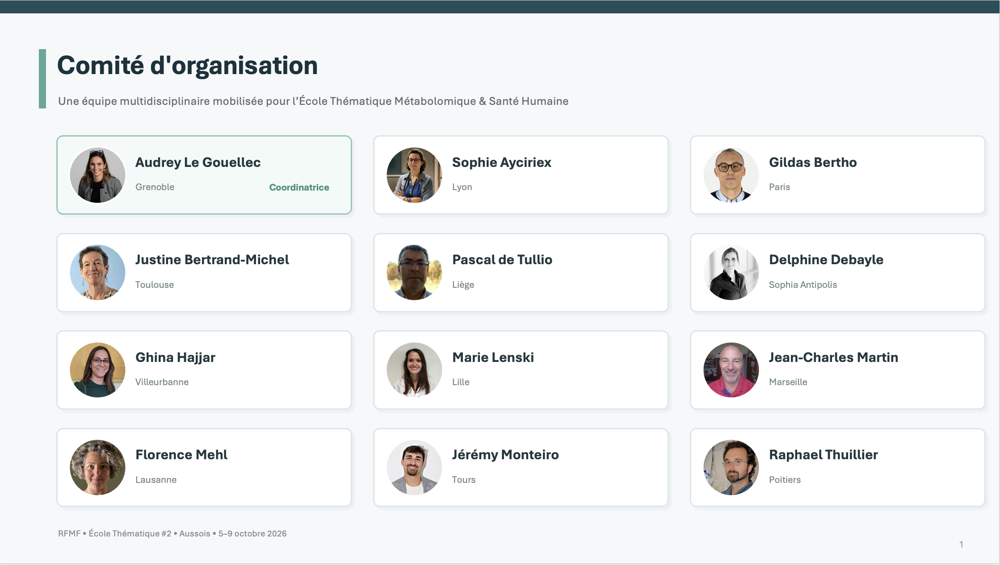 Comité d'organisation
Une équipe multidisciplinaire mobilisée pour l’École Thématique Métabolomique & Santé Humaine
Audrey Le Gouellec
Grenoble
Coordinatrice
Sophie Ayciriex
Lyon
Gildas Bertho
Paris
Justine Bertrand-Michel
Toulouse
Pascal de Tullio
Liège
Delphine Debayle
Sophia Antipolis
Ghina Hajjar
Villeurbanne
Marie Lenski
Lille
Jean-Charles Martin
Marseille
Florence Mehl
Lausanne
Jérémy Monteiro
Tours
Raphael Thuillier
Poitiers
RFMF • École Thématique #2 • Aussois • 5–9 octobre 2026
1